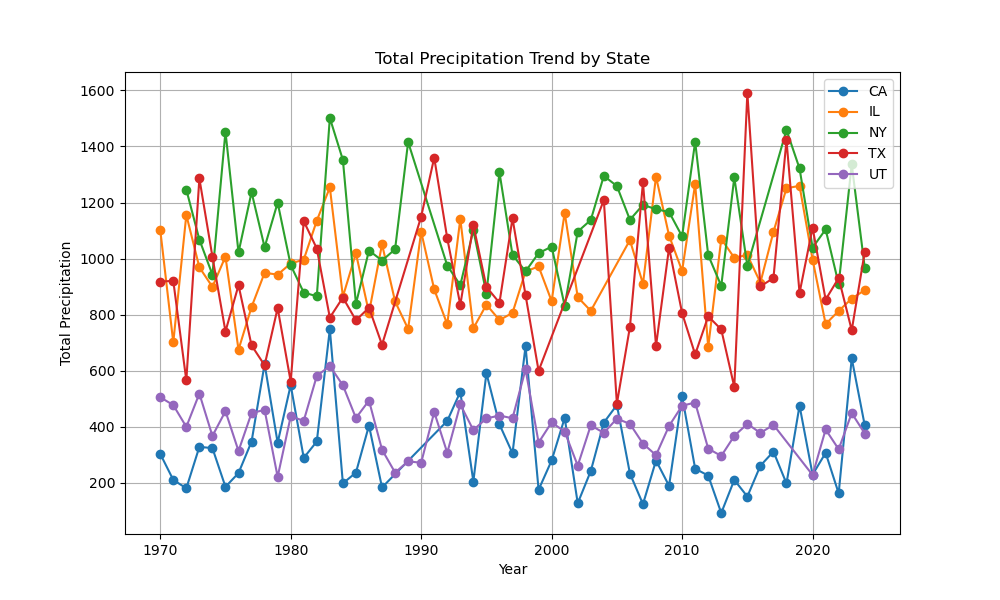 Total Precipitation Trend by State
Total Precipitation
1600
1400
1200
1000
800
600
400
200
1970
1980
1990
2000
2010
2020
Year
CA
IL
NY
TX
UT